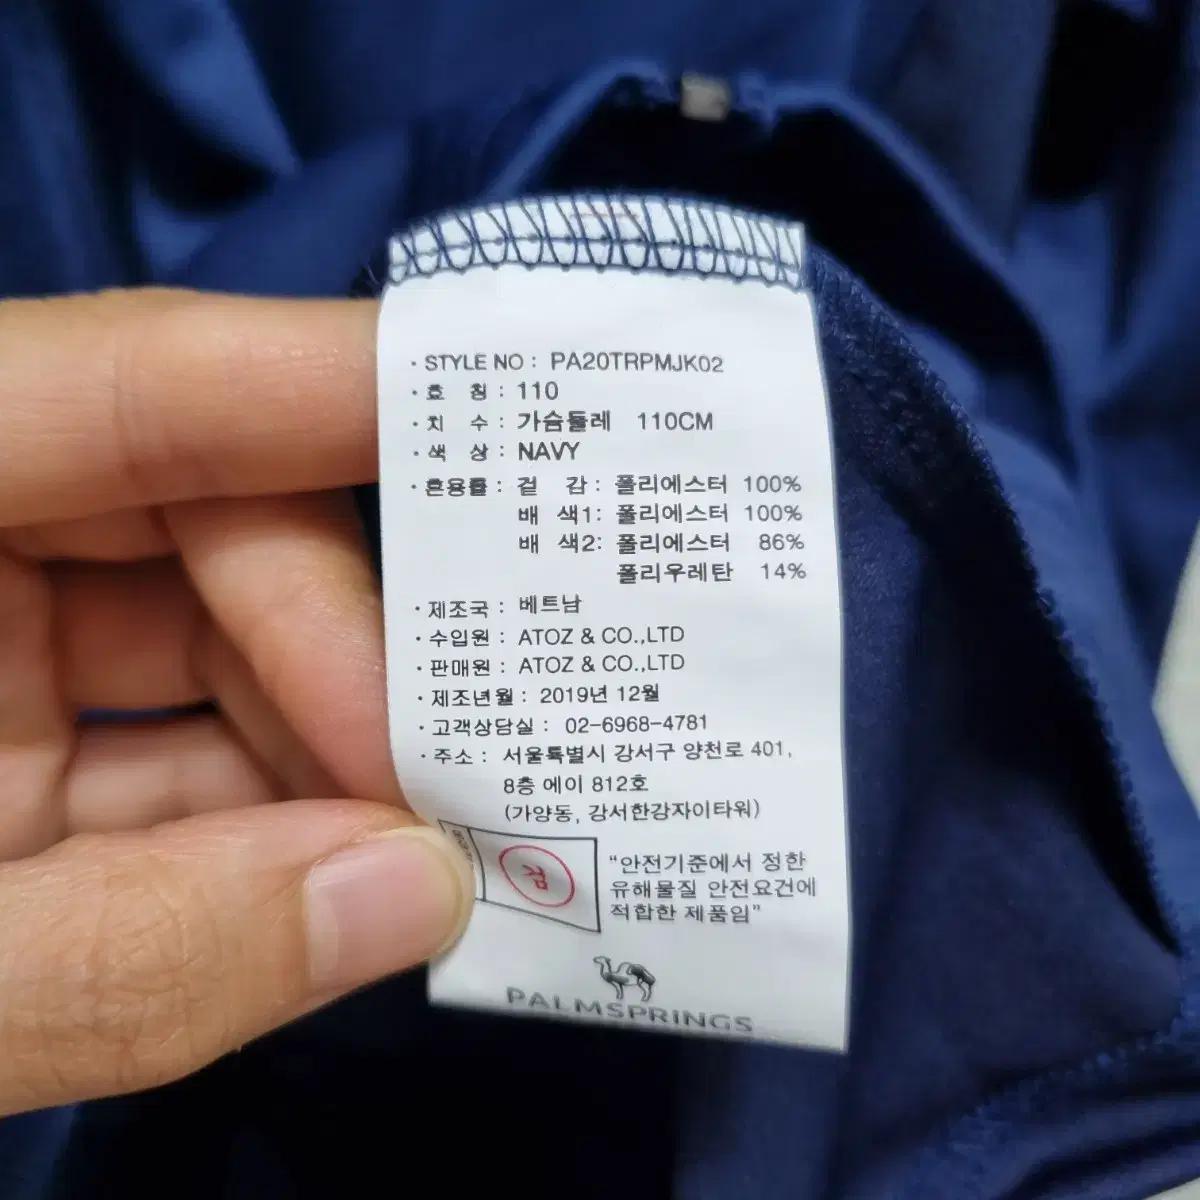 · STYLE NO : PA20TRPMJK02
· 호 칭 : 110
· 치 수 : 가슴둘레 110CM
· 색 상 : NAVY
· 혼용률 : 겉 감 : 폴리에스터 100%
배 색1: 폴리에스터 100%
배 색2: 폴리에스터 86%
폴리우레탄 14%
· 제조국 : 베트남
· 수입원 : ATOZ & CO.,LTD
· 판매원 : ATOZ & CO.,LTD
· 제조년월 : 2019년 12월
· 고객상담실 : 02-6968-4781
· 주소 : 서울특별시 강서구 양천로 401,
8층 에이 812호
(가양동, 강서한강자이타워)
검
“안전기준에서 정한
유해물질 안전요건에
적합한 제품임”
PALMSPRINGS